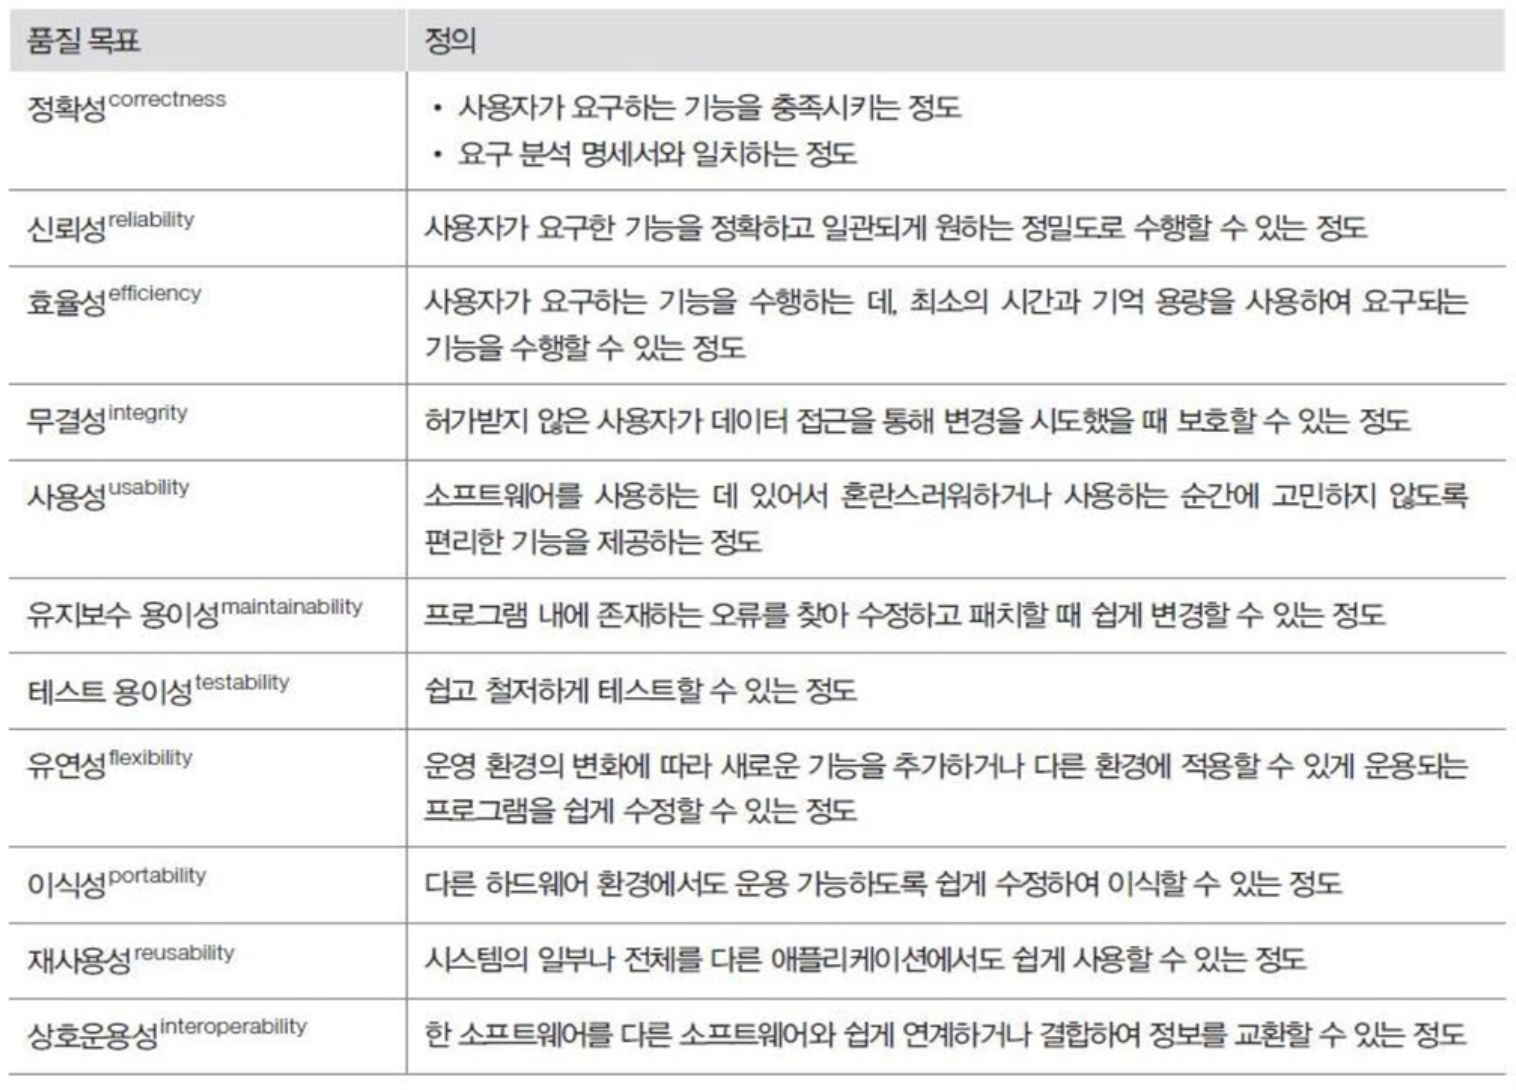 품질 목표 정의
정확성correctness • 사용자가 요구하는 기능을 충족시키는 정도
• 요구 분석 명세서와 일치하는 정도
신뢰성reliability 사용자가 요구한 기능을 정확하고 일관되게 원하는 정밀도로 수행할 수 있는 정도
효율성efficiency 사용자가 요구하는 기능을 수행하는 데, 최소의 시간과 기억 용량을 사용하여 요구되는
기능을 수행할 수 있는 정도
무결성integrity 허가받지 않은 사용자가 데이터 접근을 통해 변경을 시도했을 때 보호할 수 있는 정도
사용성usability 소프트웨어를 사용하는 데 있어서 혼란스러워하거나 사용하는 순간에 고민하지 않도록
편리한 기능을 제공하는 정도
유지보수 용이성maintainability 프로그램 내에 존재하는 오류를 찾아 수정하고 패치할 때 쉽게 변경할 수 있는 정도
테스트 용이성testability 쉽고 철저하게 테스트할 수 있는 정도
유연성flexibility 운영 환경의 변화에 따라 새로운 기능을 추가하거나 다른 환경에 적용할 수 있게 운용되는
프로그램을 쉽게 수정할 수 있는 정도
이식성portability 다른 하드웨어 환경에서도 운용 가능하도록 쉽게 수정하여 이식할 수 있는 정도
재사용성reusability 시스템의 일부나 전체를 다른 애플리케이션에서도 쉽게 사용할 수 있는 정도
상호운용성interoperability 한 소프트웨어를 다른 소프트웨어와 쉽게 연계하거나 결합하여 정보를 교환할 수 있는 정도